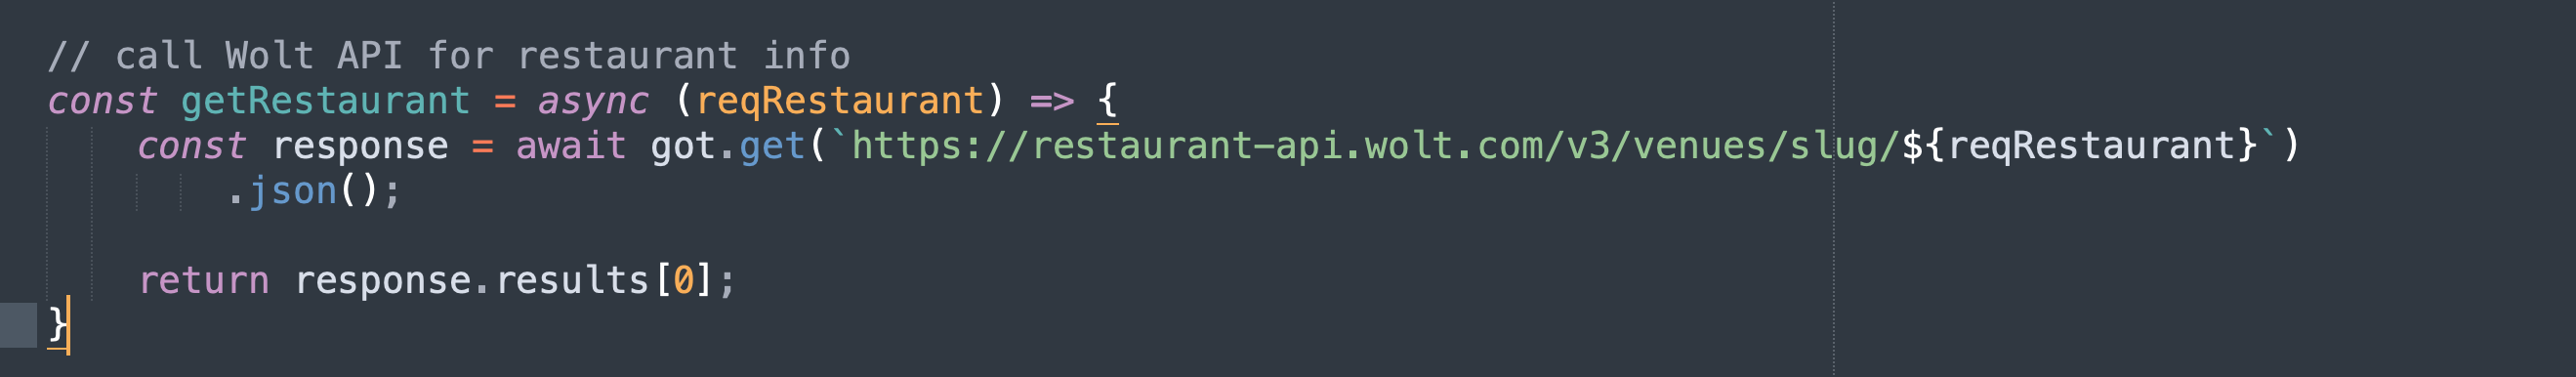 // call Wolt API for restaurant info
const getRestaurant = async (reqRestaurant) => {
    const response = await got.get(`https://restaurant-api.wolt.com/v3/venues/slug/${reqRestaurant}`)
        .json();

    return response.results[0];
}